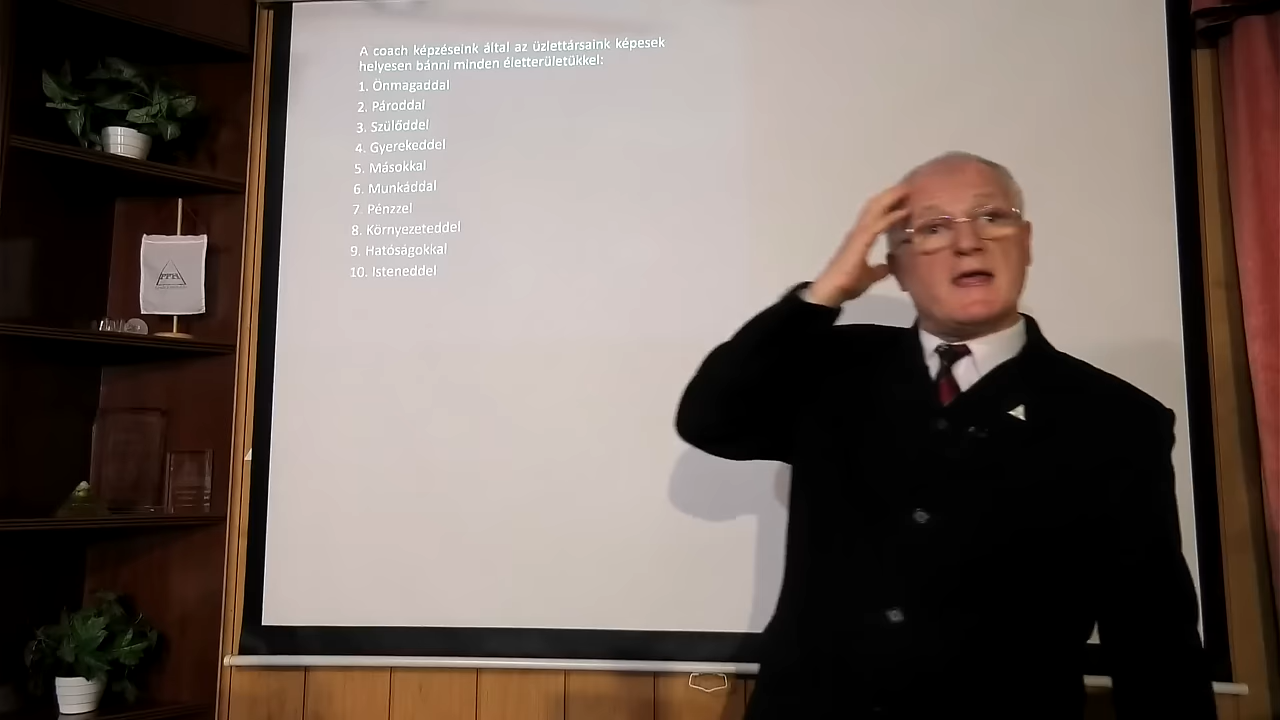 A coach képzéseink által az üzlettársaink képesek
helyesen bánni minden életterületükkel:
1. Önmagaddal
2. Pároddal
3. Szülőddel
4. Gyerekeddel
5. Másokkal
6. Munkáddal
7. Pénzzel
8. Környezeteddel
9. Hatóságokkal
10. Isteneddel